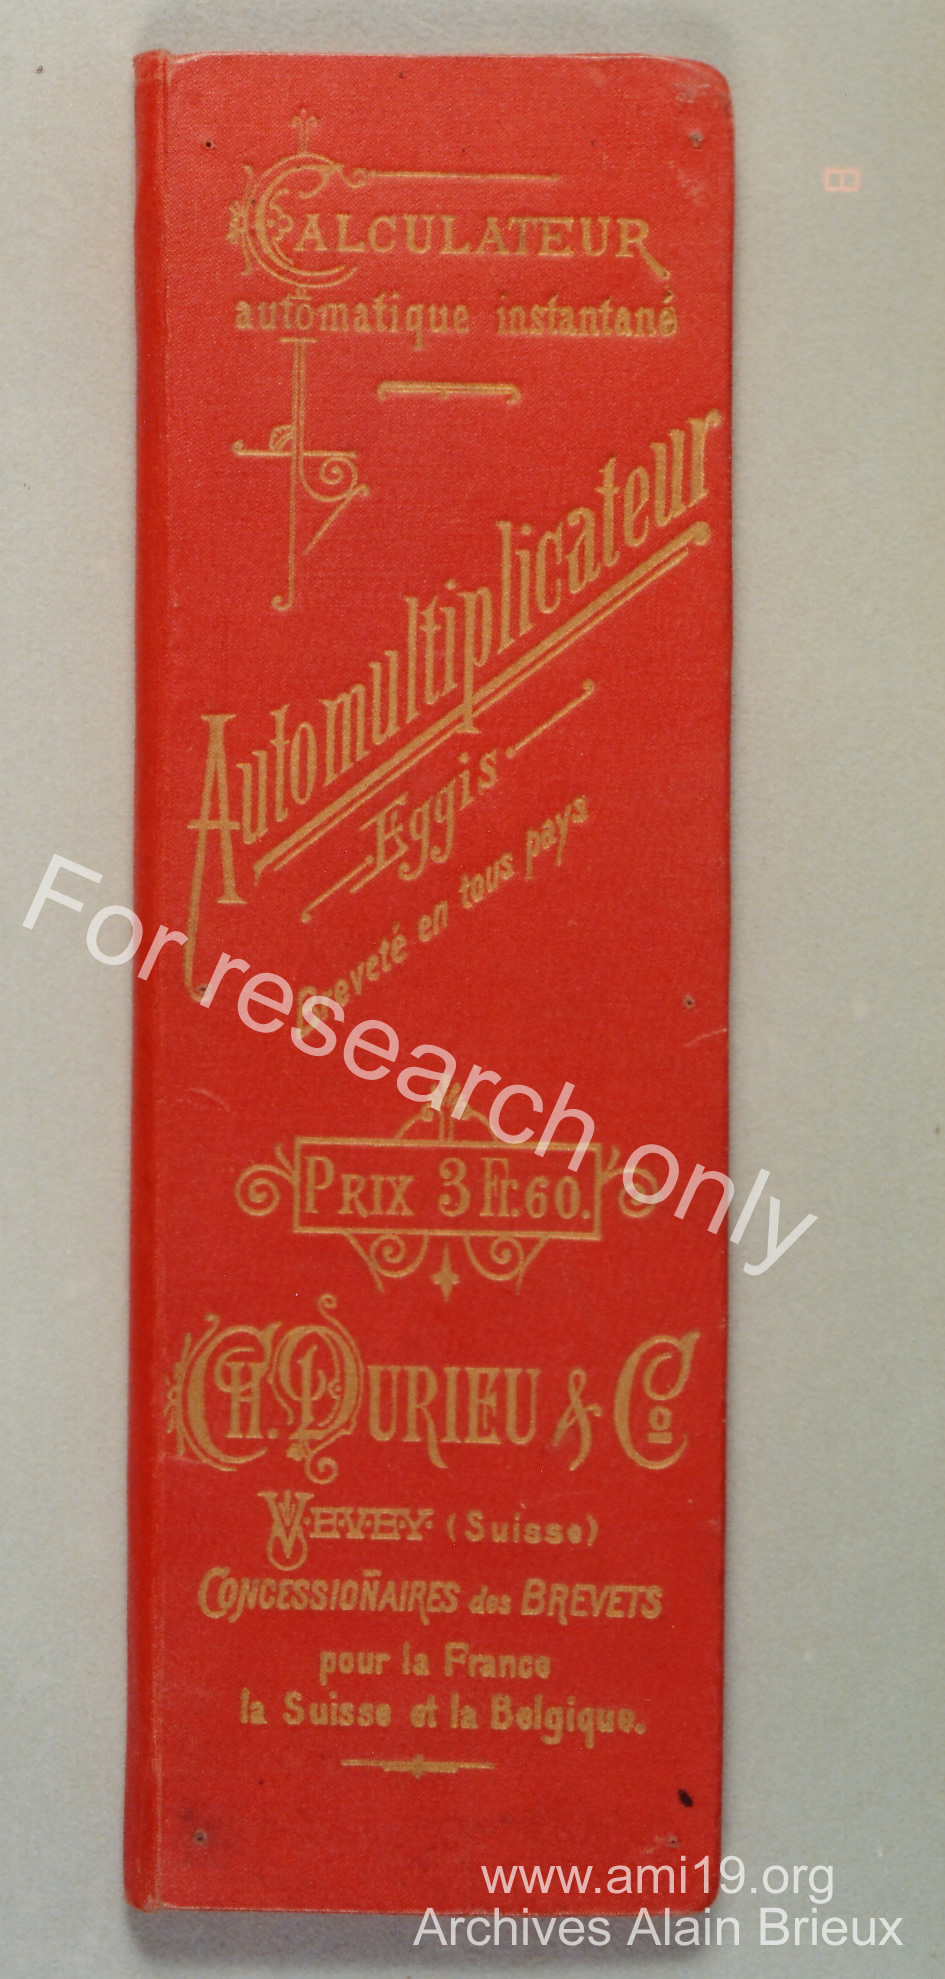 CALCULATEUR
automatique instantané
Automultiplicateur
Eggis
Breveté en tous pays
PRIX 3 Fr. 60.
CH. DURIEU & Co
VEVEY (Suisse)
CONCESSIONNAIRES des BREVETS
pour la France
la Suisse et la Belgique.
For research only
www.ami19.org
Archives Alain Brieux